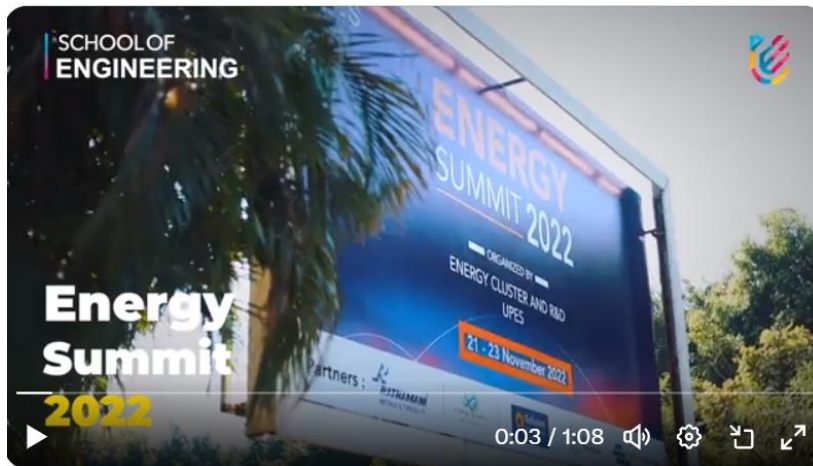 SCHOOL OF
ENGINEERING
ENERGY
SUMMIT 2022
ORGANIZED BY
ENERGY CLUSTER AND R&D
UPES
21 - 23 November 2022
Partners :
RATNAMANI
Energy
Summit
2022
0:03 / 1:08